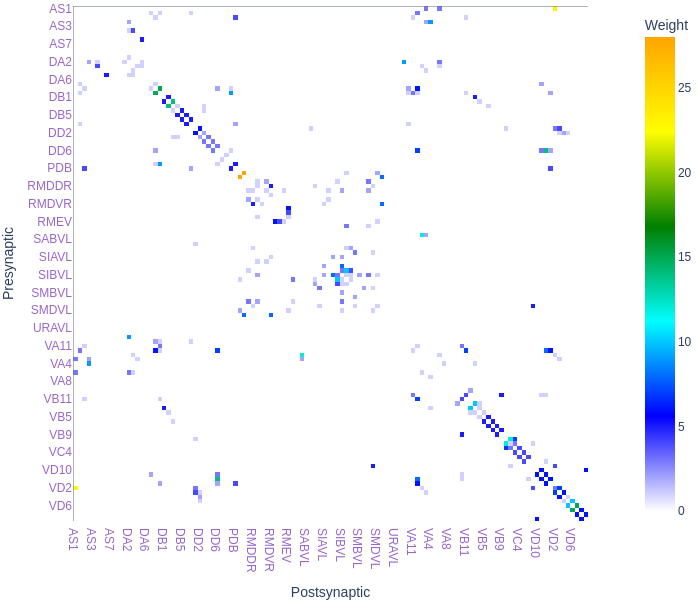 Weight
AS1
AS3
AS7
DA2
DA6
DB1
DB5
DD2
DD6
PDB
RMDDR
RMDVR
RMEV
SABVL
SIAVL
SIBVL
SMBVL
SMDVL
URAVL
VA11
VA4
VA8
VB11
VB5
VB9
VC4
VD10
VD2
VD6
Presynaptic
25
20
15
10
5
0
AS1
AS3
AS7
DA2
DA6
DB1
DB5
DD2
DD6
PDB
RMDDR
RMDVR
RMEV
SABVL
SIAVL
SIBVL
SMBVL
SMDVL
URAVL
VA11
VA4
VA8
VB11
VB5
VB9
VC4
VD10
VD2
VD6
Postsynaptic